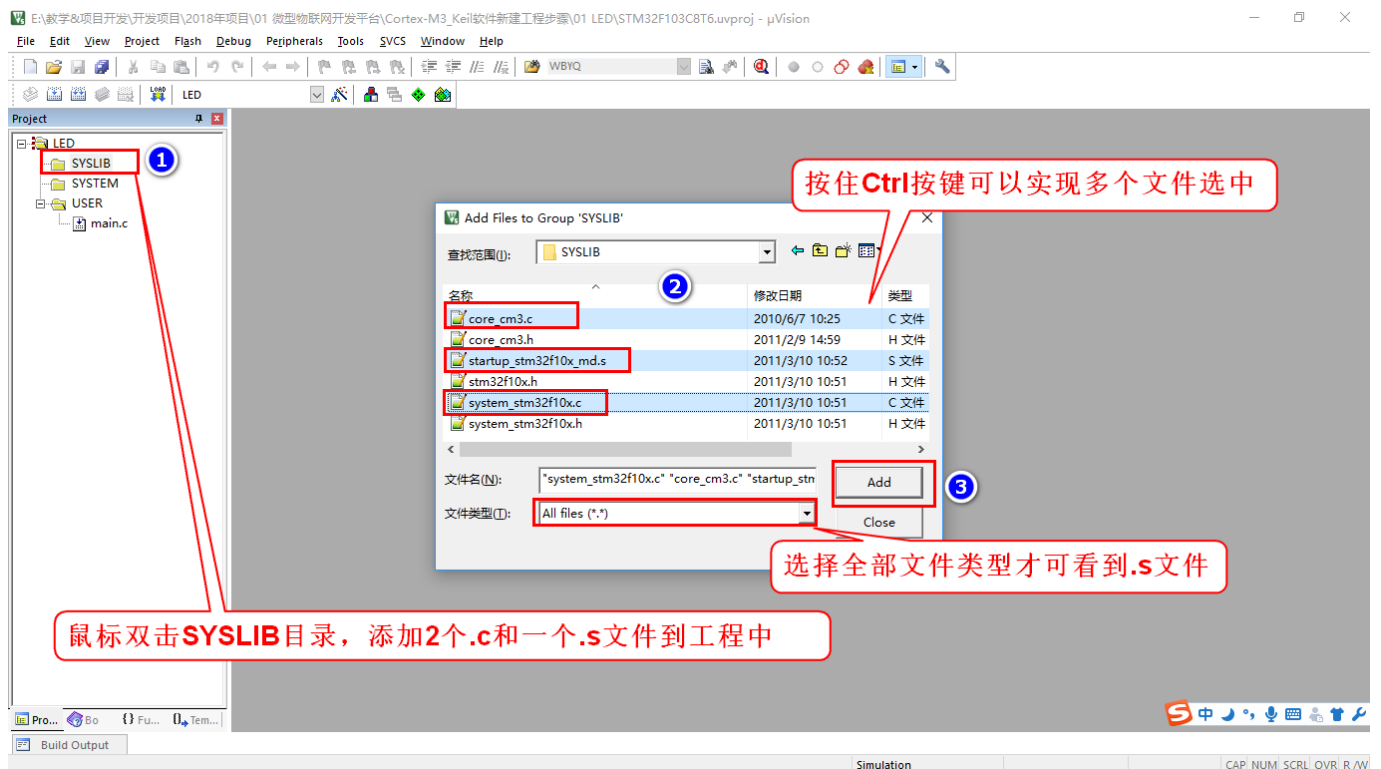 E:\教学&项目开发\开发项目\2018年项目\01 微型物联网开发平台\Cortex-M3_Keil软件新建工程步骤\01 LED\STM32F103C8T6.uvproj - µVision
File Edit View Project Flash Debug Peripherals Tools SVCS Window Help
WBYQ
LOAD LED
Project
LED
SYSLIB
1
SYSTEM
USER
main.c
按住Ctrl按键可以实现多个文件选中
Add Files to Group 'SYSLIB'
查找范围(I): SYSLIB
2
名称 修改日期 类型
core_cm3.c 2010/6/7 10:25 C 文件
core_cm3.h 2011/2/9 14:59 H 文件
startup_stm32f10x_md.s 2011/3/10 10:52 S 文件
stm32f10x.h 2011/3/10 10:51 H 文件
system_stm32f10x.c 2011/3/10 10:51 C 文件
system_stm32f10x.h 2011/3/10 10:51 H 文件
文件名(N): "system_stm32f10x.c" "core_cm3.c" "startup_stm Add
3
文件类型(T): All files (*.*) Close
选择全部文件类型才可看到.s文件
鼠标双击SYSLIB目录，添加2个.c和一个.s文件到工程中
Pro... Bo {} Fu... 0 Tem...
S 中
Build Output
Simulation CAP NUM SCRL OVR R/W